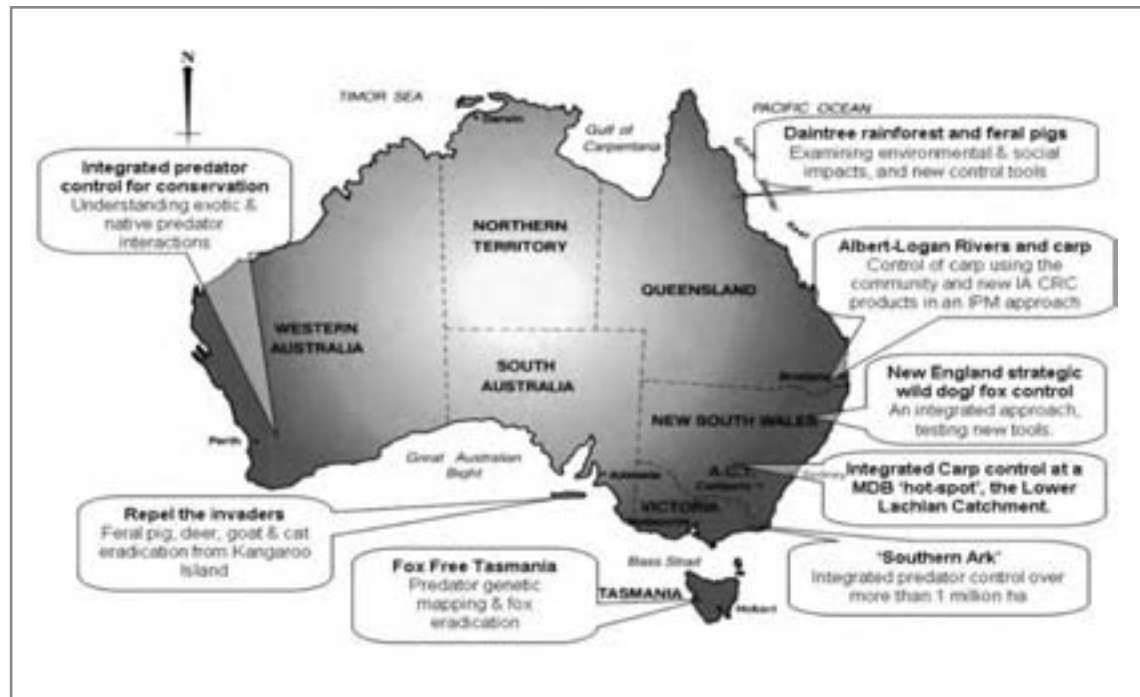 N
TIMOR SEA
PACIFIC OCEAN
Darwin
Gulf of
Carpentaria
Daintree rainforest and feral pigs
Examining environmental & social
impacts, and new control tools
Integrated predator
control for conservation
Understanding exotic &
native predator
interactions
NORTHERN
TERRITORY
Reef
Albert-Logan Rivers and carp
Control of carp using the
community and new IA CRC
products in an IPM approach
QUEENSLAND
WESTERN
AUSTRALIA
SOUTH
AUSTRALIA
Brisbane
New England strategic
wild dog/ fox control
An integrated approach,
testing new tools.
NEW SOUTH WALES
Perth
Great Australian
Bight
Adelaide
A.C.T.
Canberra
Sydney
Integrated Carp control at a
MDB 'hot-spot', the Lower
Lachlan Catchment.
VICTORIA
Repel the invaders
Feral pig, deer, goat & cat
eradication from Kangaroo
Island
Fox Free Tasmania
Predator genetic
mapping & fox
eradication
Bass Strait
TASMANIA
Hobart
'Southern Ark'
Integrated predator control over
more than 1 million ha